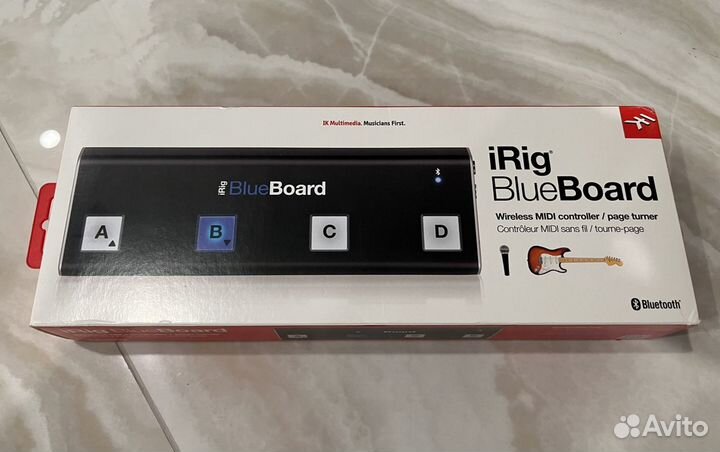 IK Multimedia. Musicians First.
iRig®
BlueBoard
Wireless MIDI controller / page turner
Contrôleur MIDI sans fil / tourne-page
Bluetooth®
iRig BlueBoard
A
B
C
D
iRig BlueBoard
Board
Avito